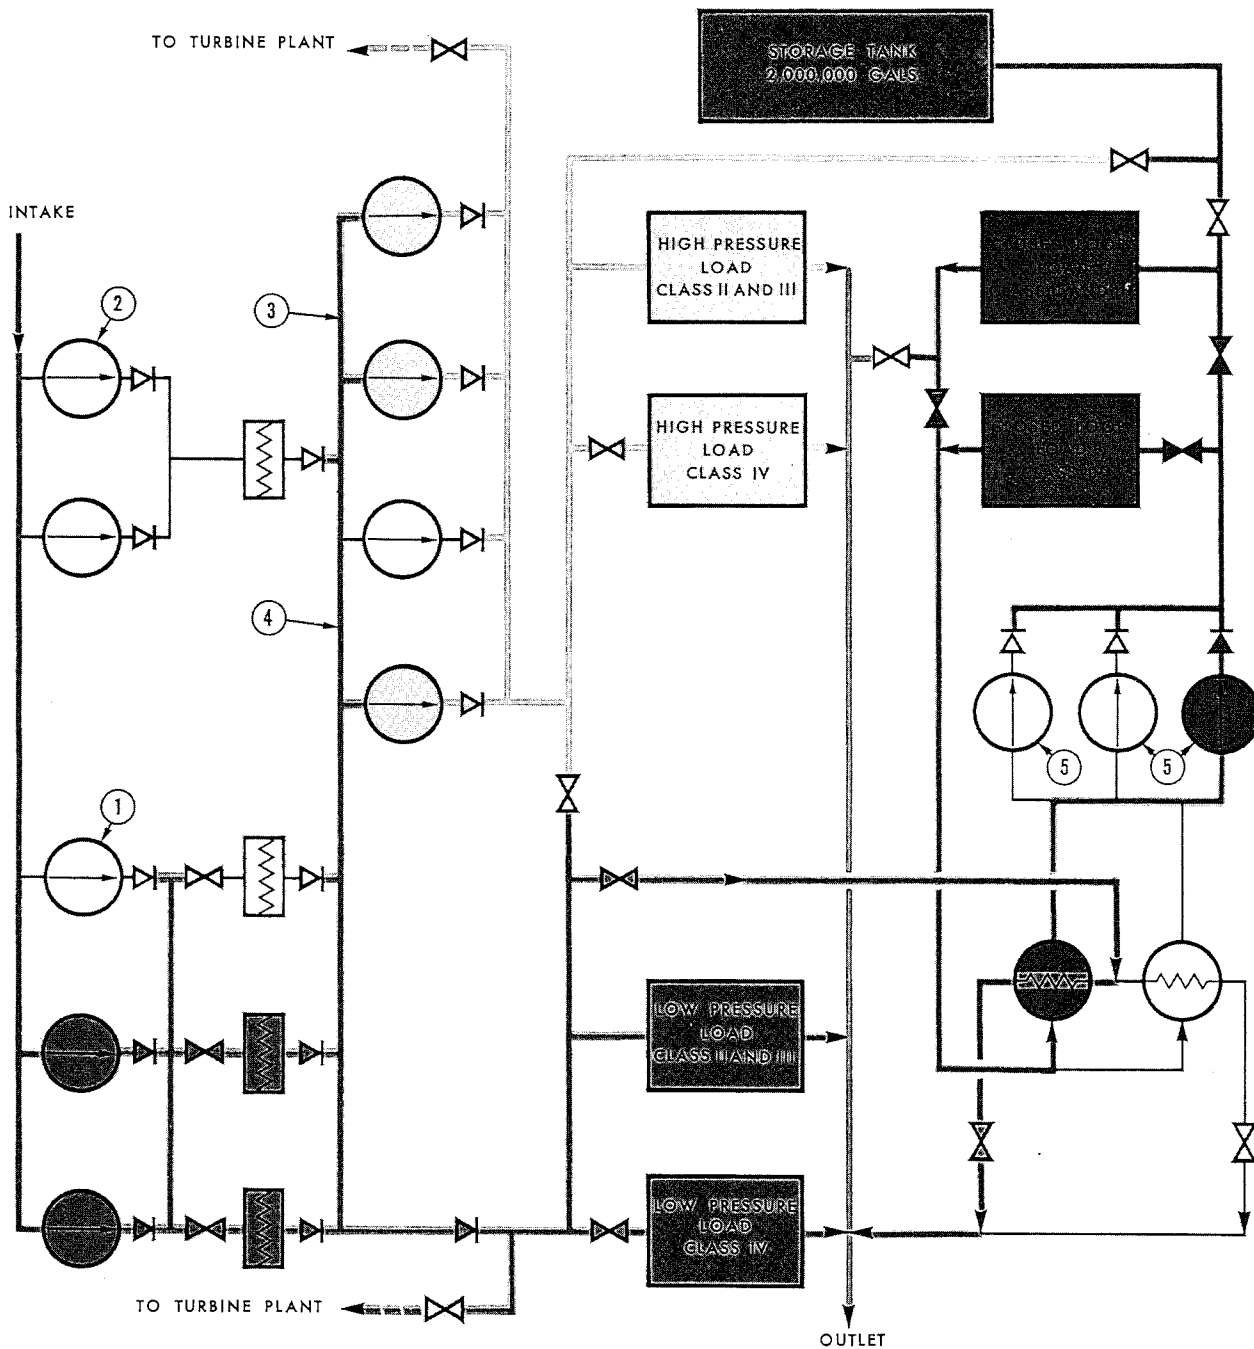 TO TURBINE PLANT
STORAGE TANK
2,000,000 GALS
INTAKE
HIGH PRESSURE
LOAD
CLASS II AND III
2
3
HIGH PRESSURE
LOAD
CLASS IV
4
5
5
1
LOW PRESSURE
LOAD
CLASS II AND III
LOW PRESSURE
LOAD
CLASS IV
TO TURBINE PLANT
OUTLET